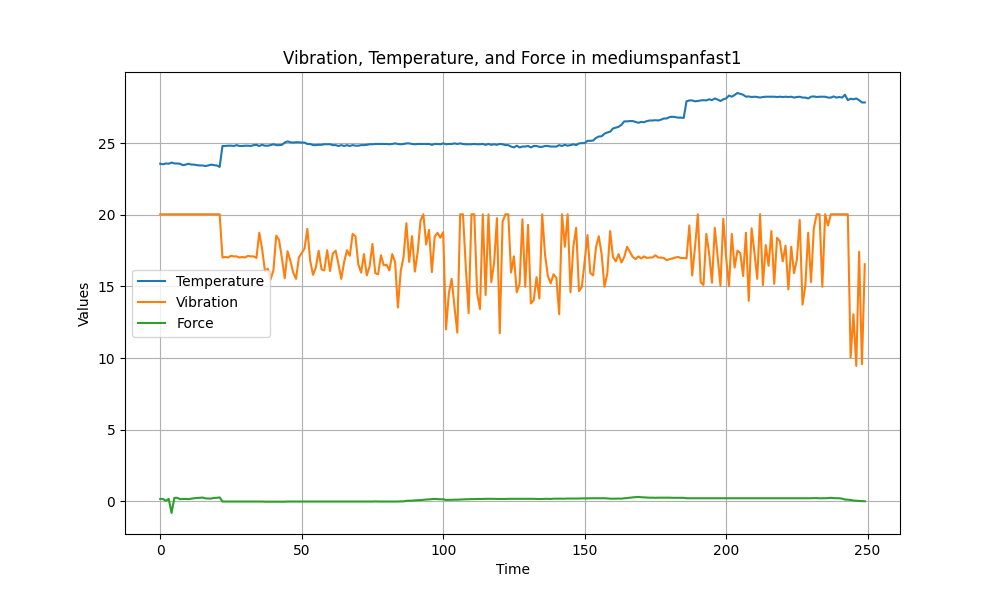 Vibration, Temperature, and Force in mediumspanfast1
Values
25
20
15
10
5
0
Temperature
Vibration
Force
0 50 100 150 200 250
Time